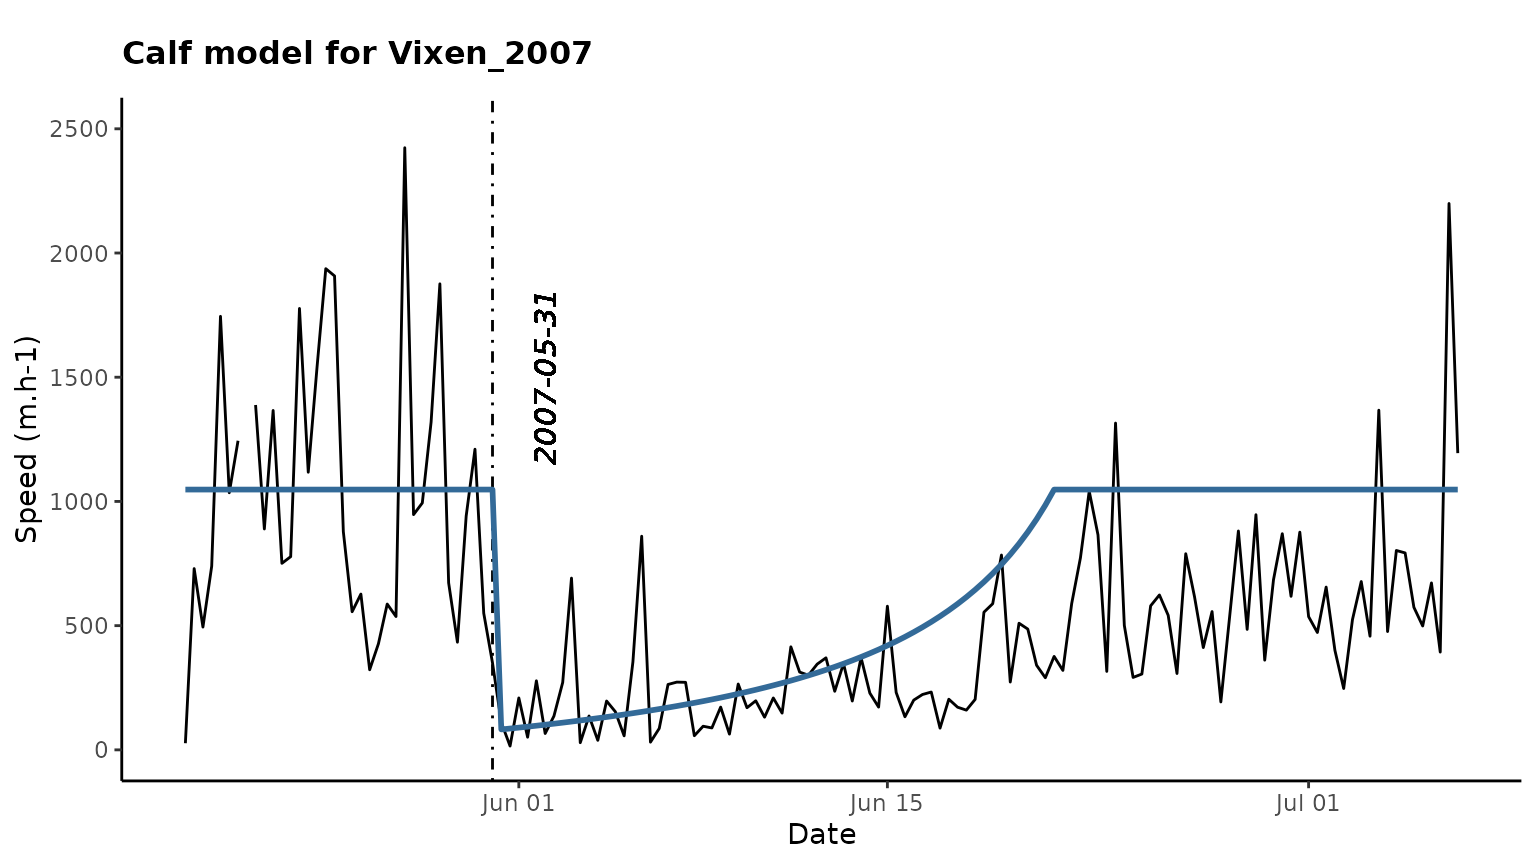 Calf model for Vixen_2007
2500
2000
1500
1000
500
0
Speed (m.h-1)
2007-05-31
Jun 01
Jun 15
Jul 01
Date